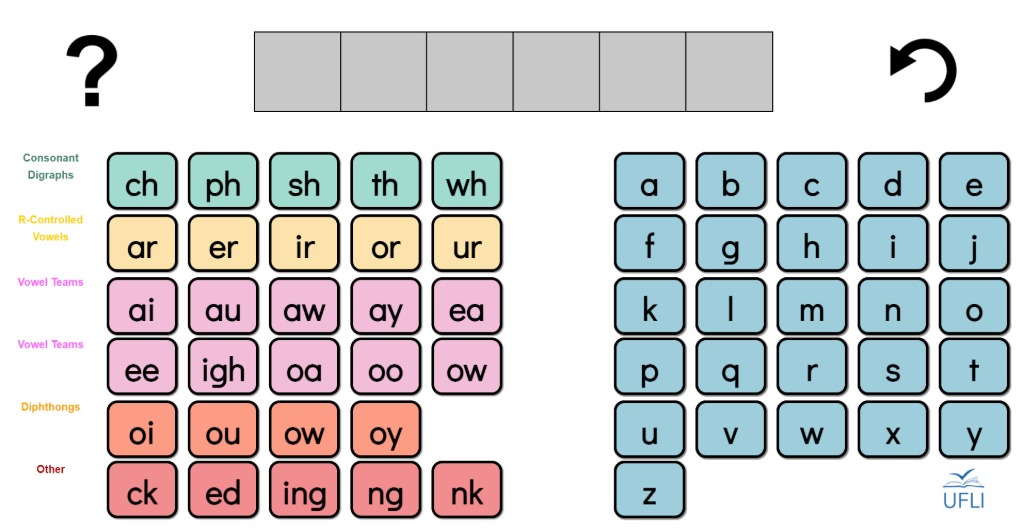 ?
Consonant Digraphs ch ph sh th wh a b c d e
R-Controlled Vowels ar er ir or ur f g h i j
Vowel Teams ai au aw ay ea k l m n o
Vowel Teams ee igh oa oo ow p q r s t
Diphthongs oi ou ow oy u v w x y
Other ck ed ing ng nk z
UFLI